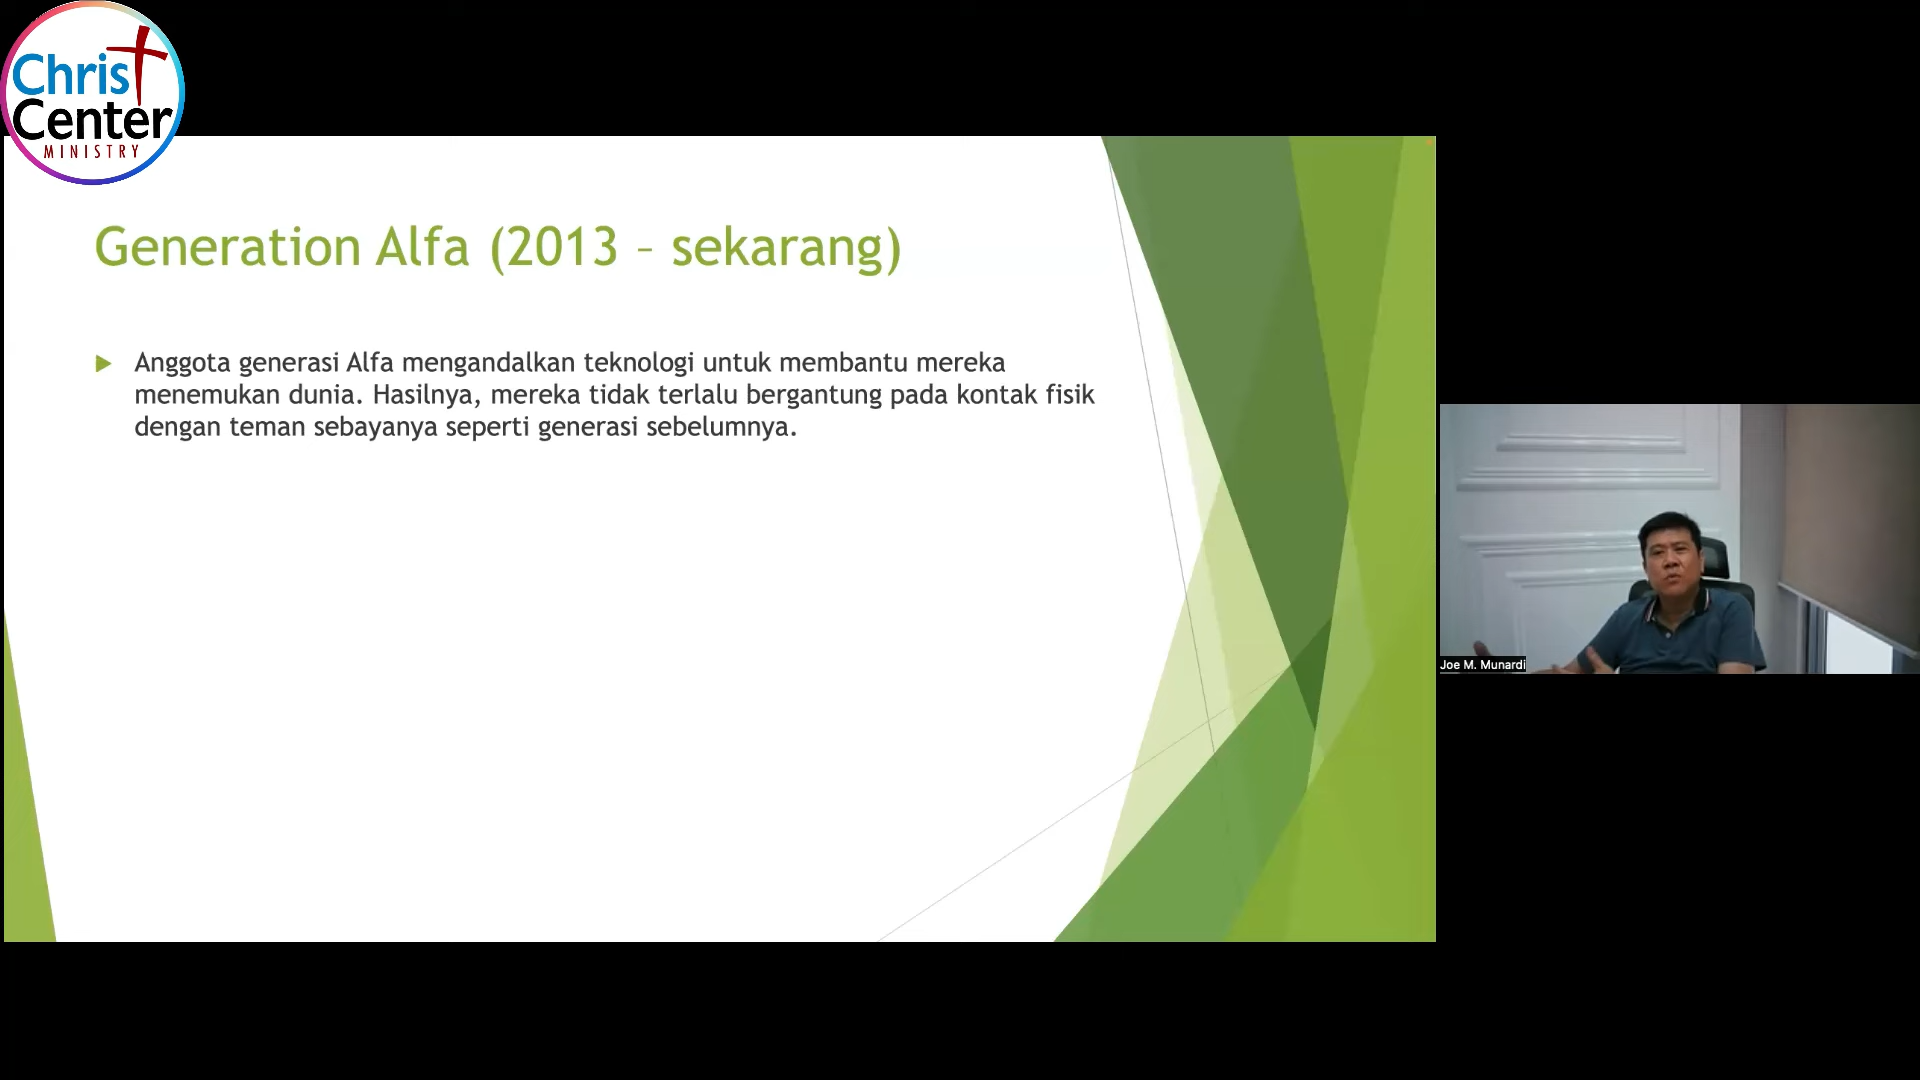 Christ
Center
MINISTRY
Generation Alfa (2013 – sekarang)
Anggota generasi Alfa mengandalkan teknologi untuk membantu mereka
menemukan dunia. Hasilnya, mereka tidak terlalu bergantung pada kontak fisik
dengan teman sebayanya seperti generasi sebelumnya.
Joe M. Munardi